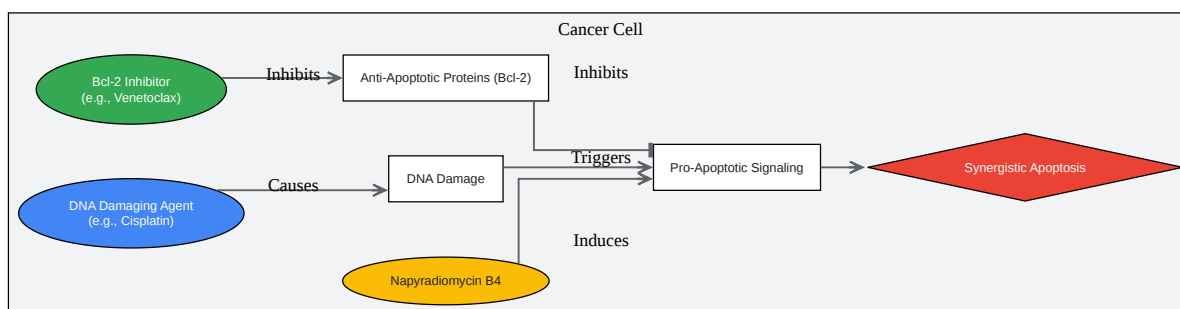 Cancer Cell
Bcl-2 Inhibitor
(e.g., Venetoclax)
Inhibits
Anti-Apoptotic Proteins (Bcl-2)
Inhibits
DNA Damaging Agent
(e.g., Cisplatin)
Causes
DNA Damage
Triggers
Pro-Apoptotic Signaling
Synergistic Apoptosis
Napyradiomycin B4
Induces